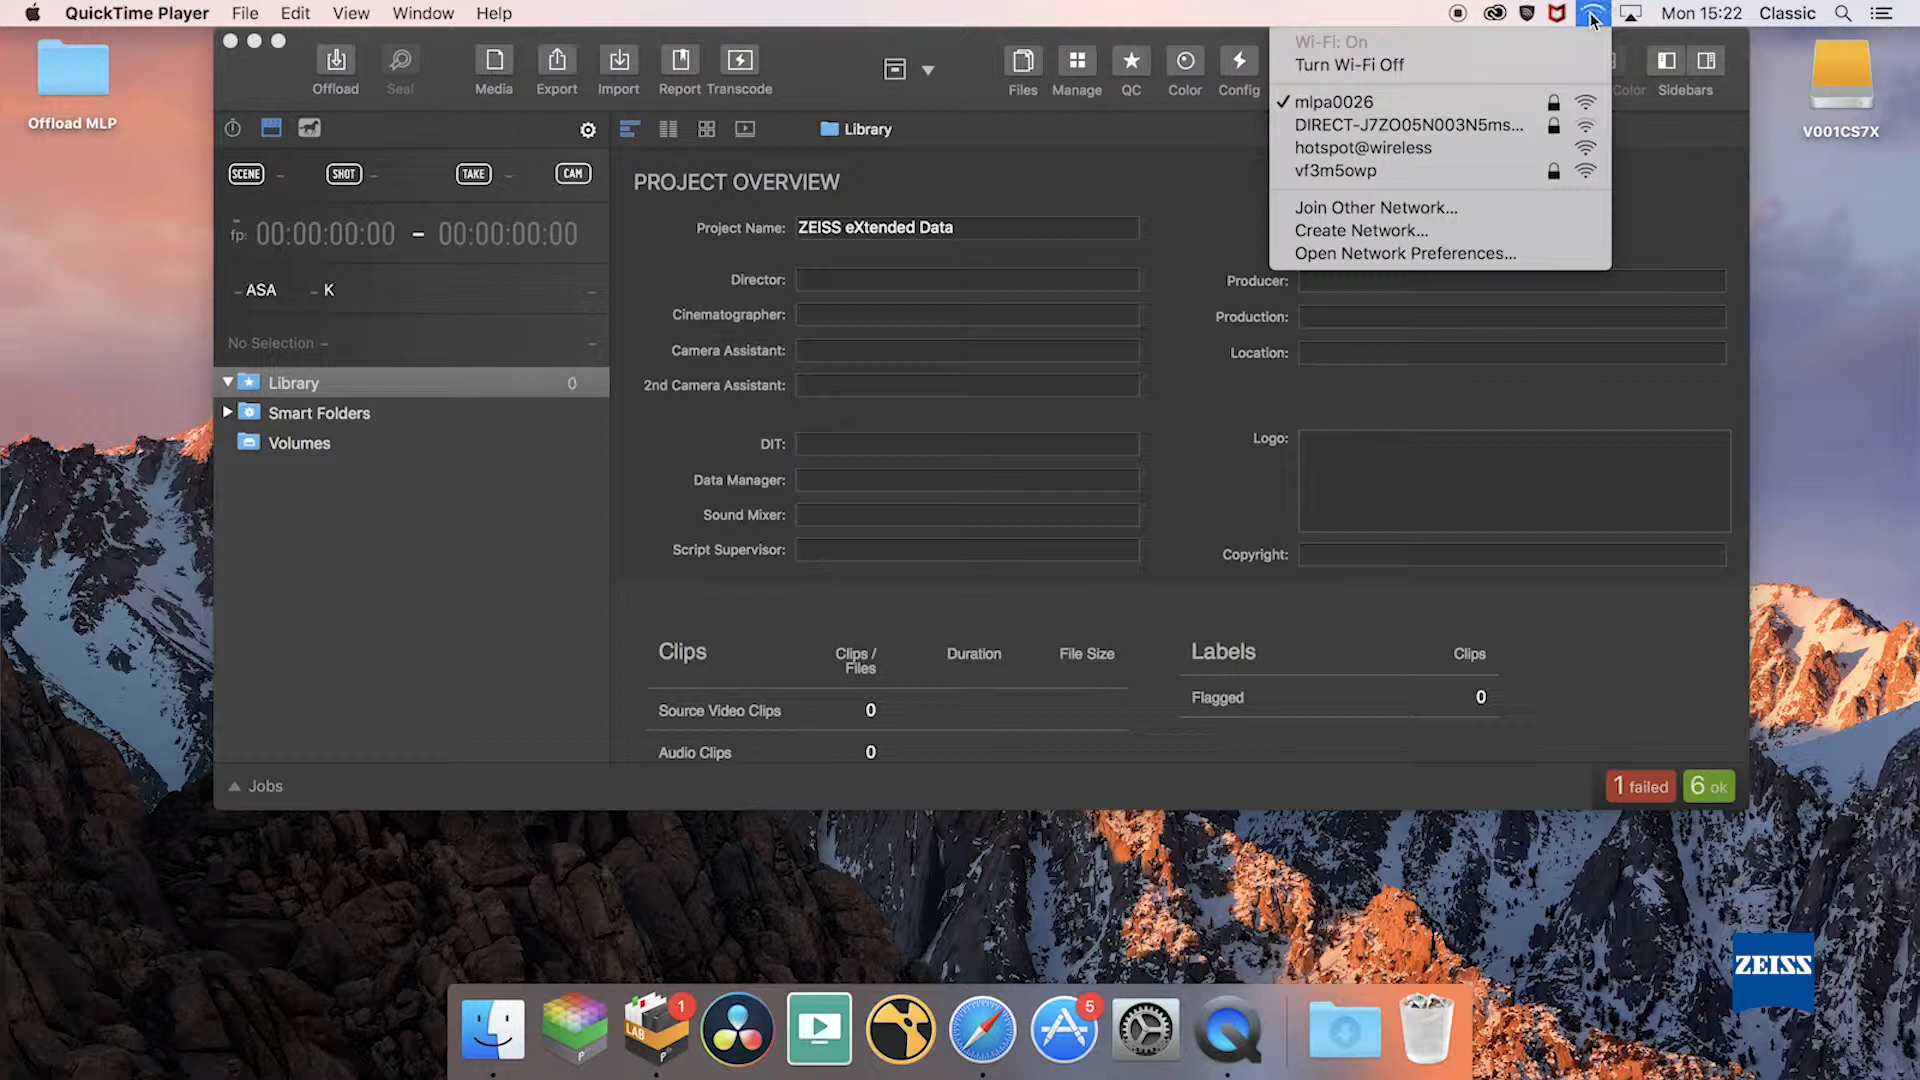 QuickTime Player File Edit View Window Help
Mon 15:22 Classic
Offload MLP
V001CS7X
Offload Seal Media Export Import Report Transcode
Files Manage QC Color Config Color Sidebars
Wi-Fi: On
Turn Wi-Fi Off
mlpa0026
DIRECT-J7ZO05N003N5ms...
hotspot@wireless
vf3m5owp
Join Other Network...
Create Network...
Open Network Preferences...
Library
SCENE – SHOT – TAKE – CAM
fp: 00:00:00:00 – 00:00:00:00
– ASA – K –
No Selection – –
Library 0
Smart Folders
Volumes
PROJECT OVERVIEW
Project Name: ZEISS eXtended Data
Director:
Cinematographer:
Camera Assistant:
2nd Camera Assistant:
DIT:
Data Manager:
Sound Mixer:
Script Supervisor:
Producer:
Production:
Location:
Logo:
Copyright:
Clips Clips / Files Duration File Size
Source Video Clips 0
Audio Clips 0
Labels Clips
Flagged 0
Jobs
1 failed 6 ok
LAB
P
P
1
5
ZEISS